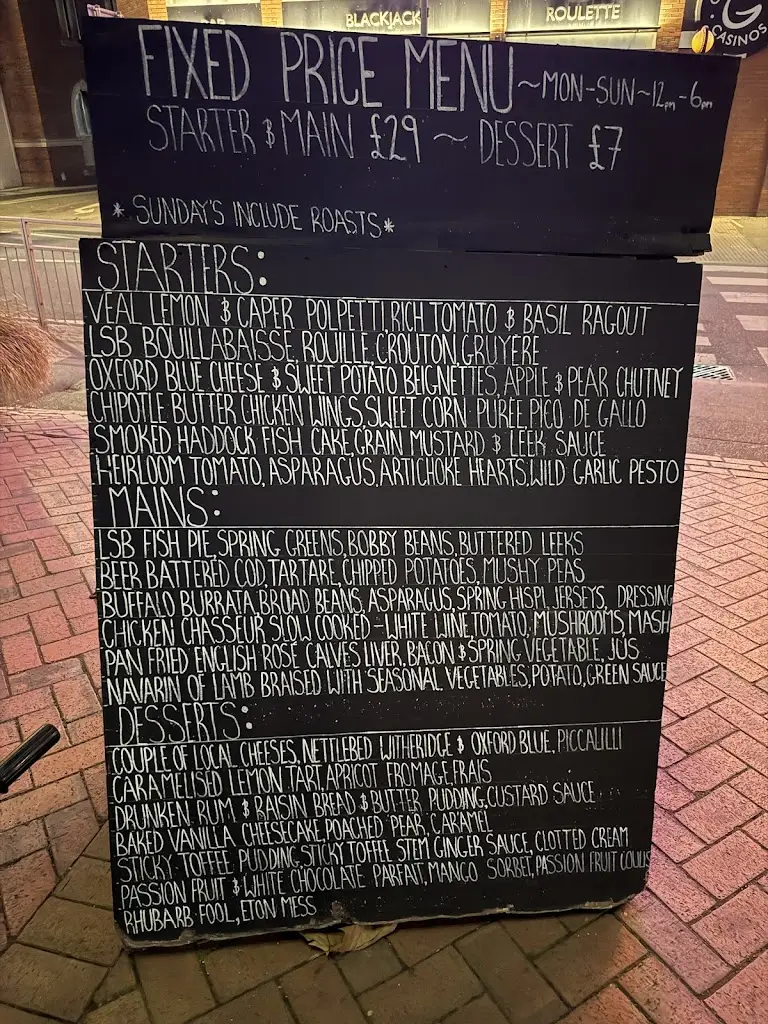 BLACKJACK
ROULETTE
G
CASINOS
FIXED PRICE MENU ~MON-SUN~12pm-6pm
STARTER & MAIN £29 ~ DESSERT £7
* SUNDAY'S INCLUDE ROASTS*
STARTERS:
VEAL LEMON & CAPER POLPETTI,RICH TOMATO & BASIL RAGOUT
LSB BOUILLABAISSE, ROUILLE,CROUTON,GRUYERE
OXFORD BLUE CHEESE & SWEET POTATO BEIGNETTES, APPLE & PEAR CHUTNEY
CHIPOTLE BUTTER CHICKEN WINGS,SWEET CORN PURÉE,PICO DE GALLO
SMOKED HADDOCK FISH CAKE,GRAIN MUSTARD & LEEK SAUCE
HEIRLOOM TOMATO, ASPARAGUS,ARTICHOKE HEARTS,WILD GARLIC PESTO
MAINS:
LSB FISH PIE,SPRING GREENS,BOBBY BEANS,BUTTERED LEEKS
BEER BATTERED COD,TARTARE,CHIPPED POTATOES, MUSHY PEAS
BUFFALO BURRATA,BROAD BEANS, ASPARAGUS,SPRING HISPI, JERSEYS, DRESSING
CHICKEN CHASSEUR SLOW COOKED - WHITE WINE,TOMATO, MUSHROOMS, MASH
PAN FRIED ENGLISH ROSÉ CALVES LIVER, BACON & SPRING VEGETABLE, JUS
NAVARIN OF LAMB BRAISED WITH SEASONAL VEGETABLES,POTATO,GREEN SAUCE
DESSERTS:
COUPLE OF LOCAL CHEESES, NETTLEBED WITHERIDGE & OXFORD BLUE, PICCALILLI
CARAMELISED LEMON TART,APRICOT FROMAGE,FRAIS
DRUNKEN RUM & RAISIN BREAD & BUTTER PUDDING,CUSTARD SAUCE
BAKED VANILLA CHEESECAKE POACHED PEAR, CARAMEL
STICKY TOFFEE PUDDING,STICKY TOFFEE STEM GINGER SAUCE, CLOTTED CREAM
PASSION FRUIT & WHITE CHOCOLATE PARFAIT,MANGO SORBET,PASSION FRUIT COULIS
RHUBARB FOOL, ETON MESS